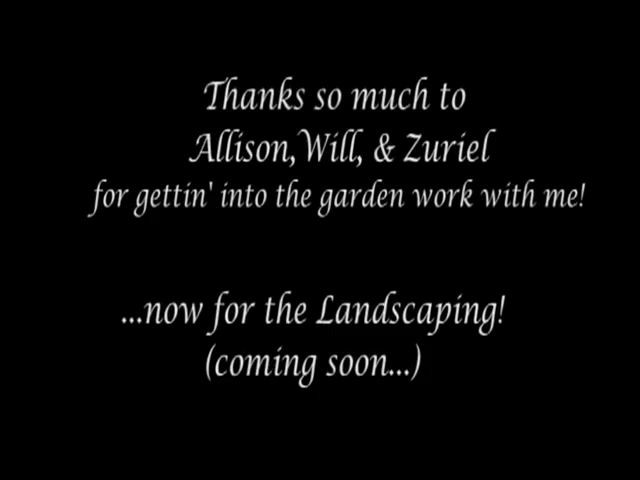 Thanks so much to
Allison, Will, & Zuriel
for gettin' into the garden work with me!
...now for the Landscaping!
(coming soon...)